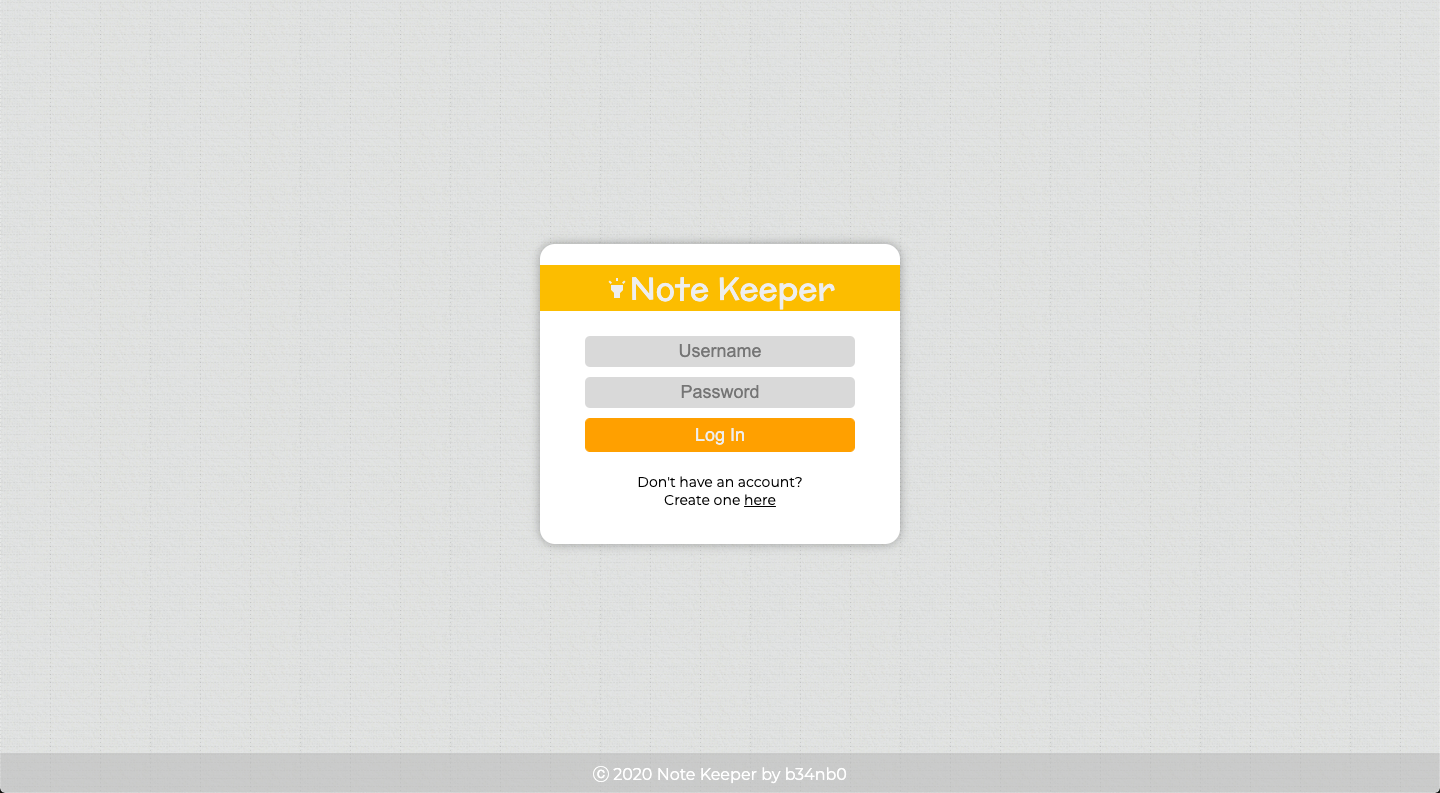 Note Keeper
Username
Password
Log In
Don't have an account?
Create one here
© 2020 Note Keeper by b34nb0